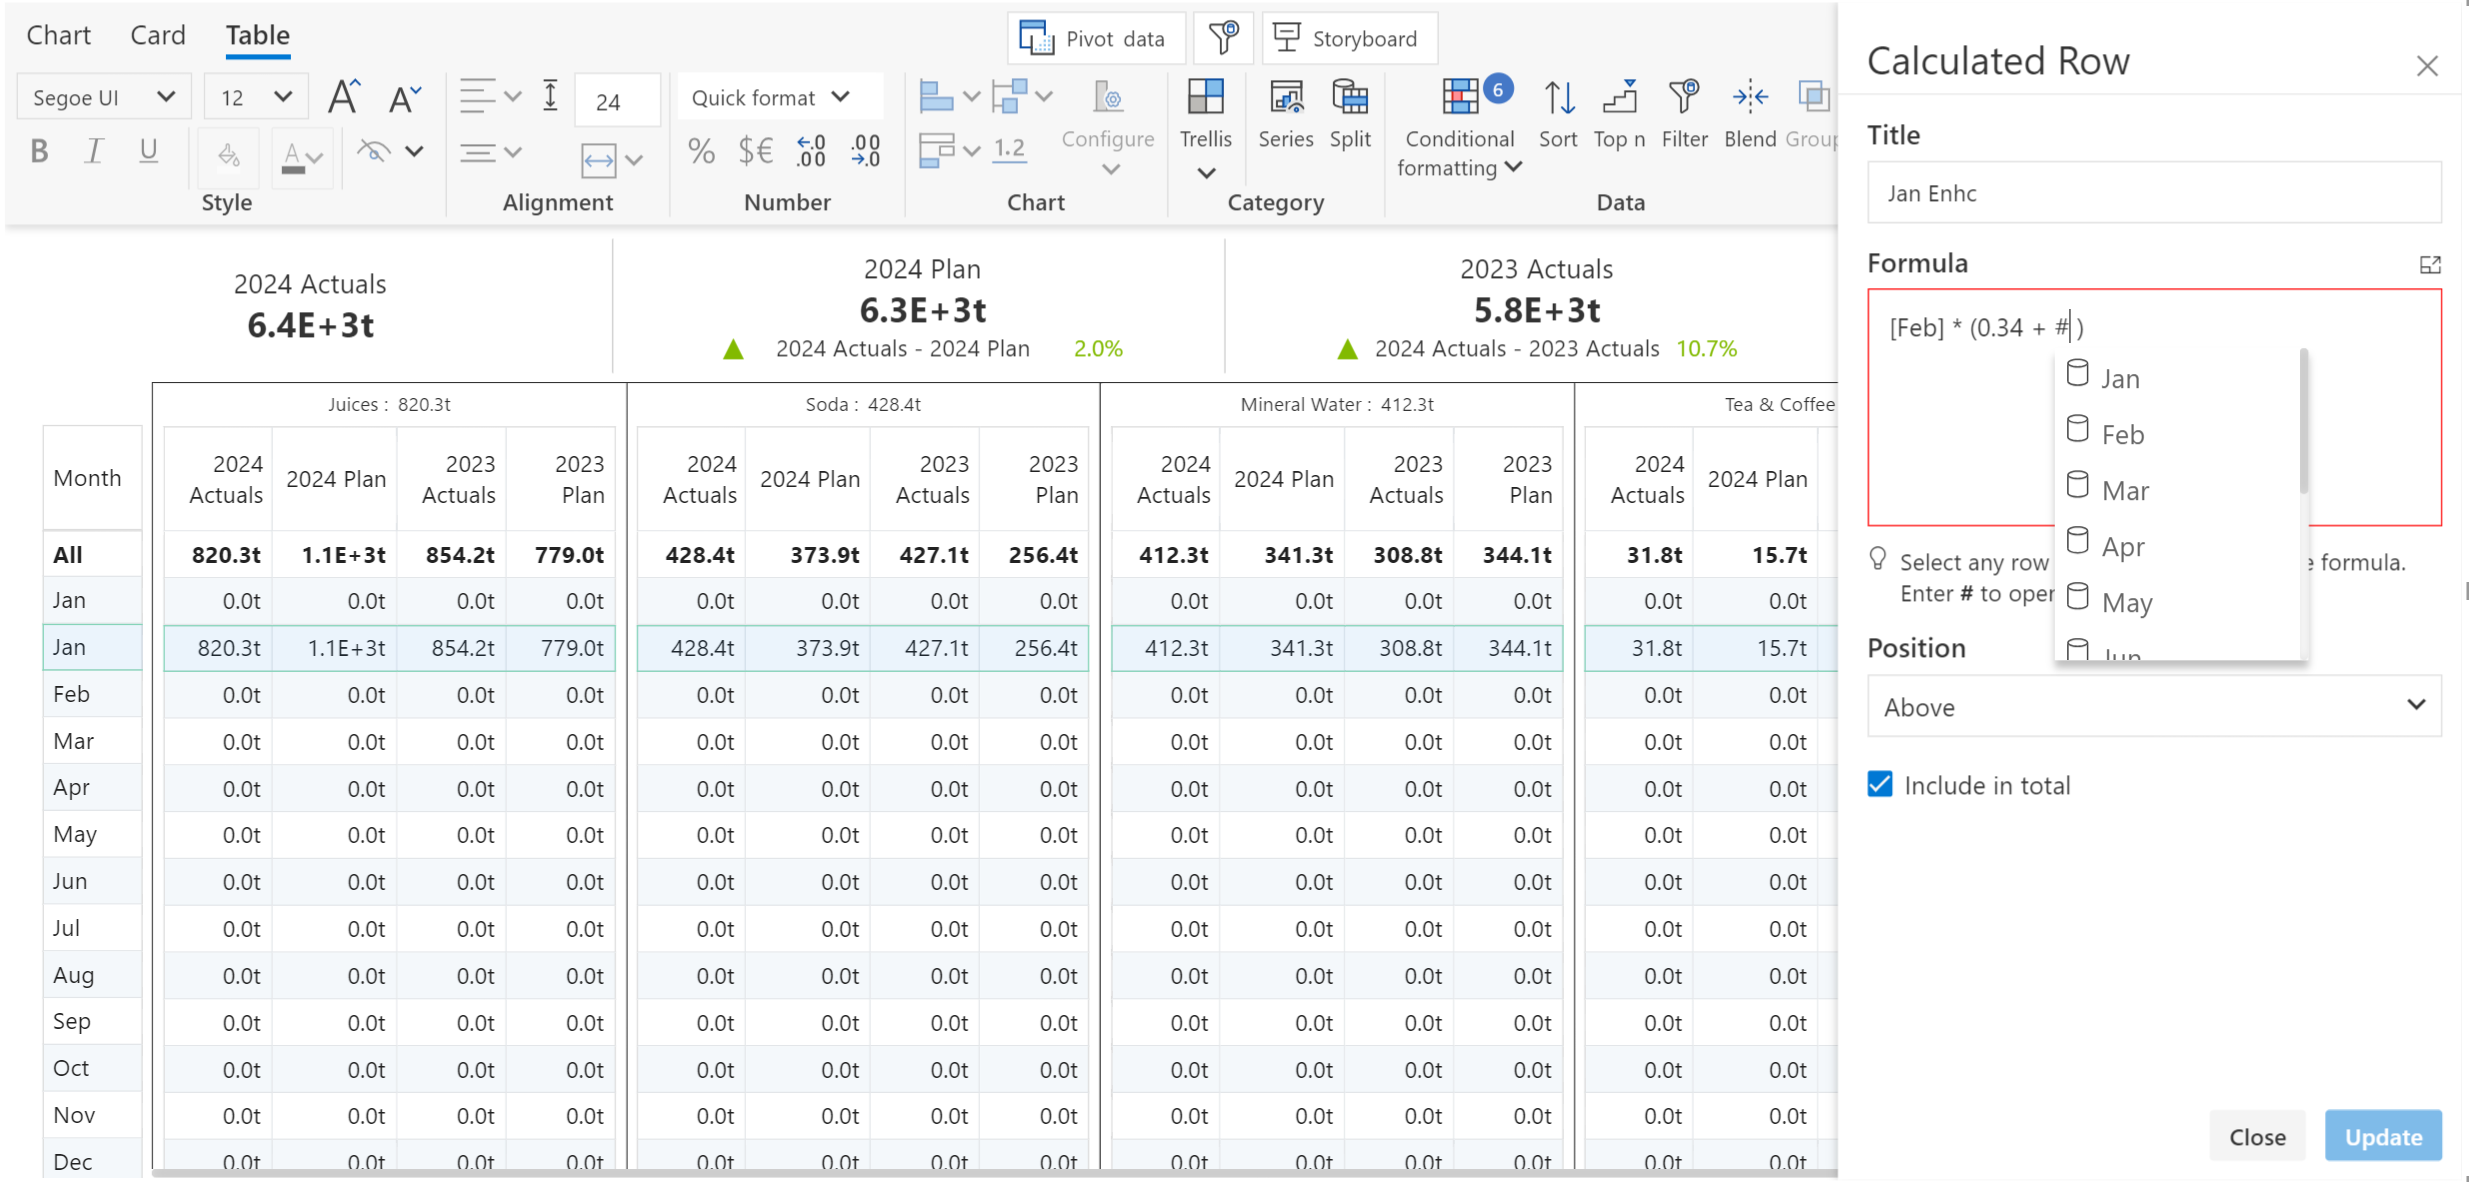 Chart Card Table
Pivot data Storyboard
Segoe UI 12 A A 24 Quick format
B I U A % $€ .0 .00 .00 .0 1.2
Configure Trellis Series Split Conditional formatting 6 Sort Top n Filter Blend Group
Style Alignment Number Chart Category Data
2024 Actuals
6.4E+3t
2024 Plan
6.3E+3t
2024 Actuals - 2024 Plan 2.0%
2023 Actuals
5.8E+3t
2024 Actuals - 2023 Actuals 10.7%
Juices : 820.3t Soda : 428.4t Mineral Water : 412.3t Tea & Coffee
Month 2024 Actuals 2024 Plan 2023 Actuals 2023 Plan 2024 Actuals 2024 Plan 2023 Actuals 2023 Plan 2024 Actuals 2024 Plan 2023 Actuals 2023 Plan 2024 Actuals 2024 Plan
All 820.3t 1.1E+3t 854.2t 779.0t 428.4t 373.9t 427.1t 256.4t 412.3t 341.3t 308.8t 344.1t 31.8t 15.7t
Jan 0.0t 0.0t 0.0t 0.0t 0.0t 0.0t 0.0t 0.0t 0.0t 0.0t 0.0t 0.0t 0.0t 0.0t
Jan 820.3t 1.1E+3t 854.2t 779.0t 428.4t 373.9t 427.1t 256.4t 412.3t 341.3t 308.8t 344.1t 31.8t 15.7t
Feb 0.0t 0.0t 0.0t 0.0t 0.0t 0.0t 0.0t 0.0t 0.0t 0.0t 0.0t 0.0t 0.0t 0.0t
Mar 0.0t 0.0t 0.0t 0.0t 0.0t 0.0t 0.0t 0.0t 0.0t 0.0t 0.0t 0.0t 0.0t 0.0t
Apr 0.0t 0.0t 0.0t 0.0t 0.0t 0.0t 0.0t 0.0t 0.0t 0.0t 0.0t 0.0t 0.0t 0.0t
May 0.0t 0.0t 0.0t 0.0t 0.0t 0.0t 0.0t 0.0t 0.0t 0.0t 0.0t 0.0t 0.0t 0.0t
Jun 0.0t 0.0t 0.0t 0.0t 0.0t 0.0t 0.0t 0.0t 0.0t 0.0t 0.0t 0.0t 0.0t 0.0t
Jul 0.0t 0.0t 0.0t 0.0t 0.0t 0.0t 0.0t 0.0t 0.0t 0.0t 0.0t 0.0t 0.0t 0.0t
Aug 0.0t 0.0t 0.0t 0.0t 0.0t 0.0t 0.0t 0.0t 0.0t 0.0t 0.0t 0.0t 0.0t 0.0t
Sep 0.0t 0.0t 0.0t 0.0t 0.0t 0.0t 0.0t 0.0t 0.0t 0.0t 0.0t 0.0t 0.0t 0.0t
Oct 0.0t 0.0t 0.0t 0.0t 0.0t 0.0t 0.0t 0.0t 0.0t 0.0t 0.0t 0.0t 0.0t 0.0t
Nov 0.0t 0.0t 0.0t 0.0t 0.0t 0.0t 0.0t 0.0t 0.0t 0.0t 0.0t 0.0t 0.0t 0.0t
Dec 0.0t 0.0t 0.0t 0.0t 0.0t 0.0t 0.0t 0.0t 0.0t 0.0t 0.0t 0.0t 0.0t 0.0t
Calculated Row
Title
Jan Enhc
Formula
[Feb] * (0.34 + # )
Jan
Feb
Mar
Apr
May
Jun
Select any row formula.
Enter # to open
Position
Above
Include in total
Close Update